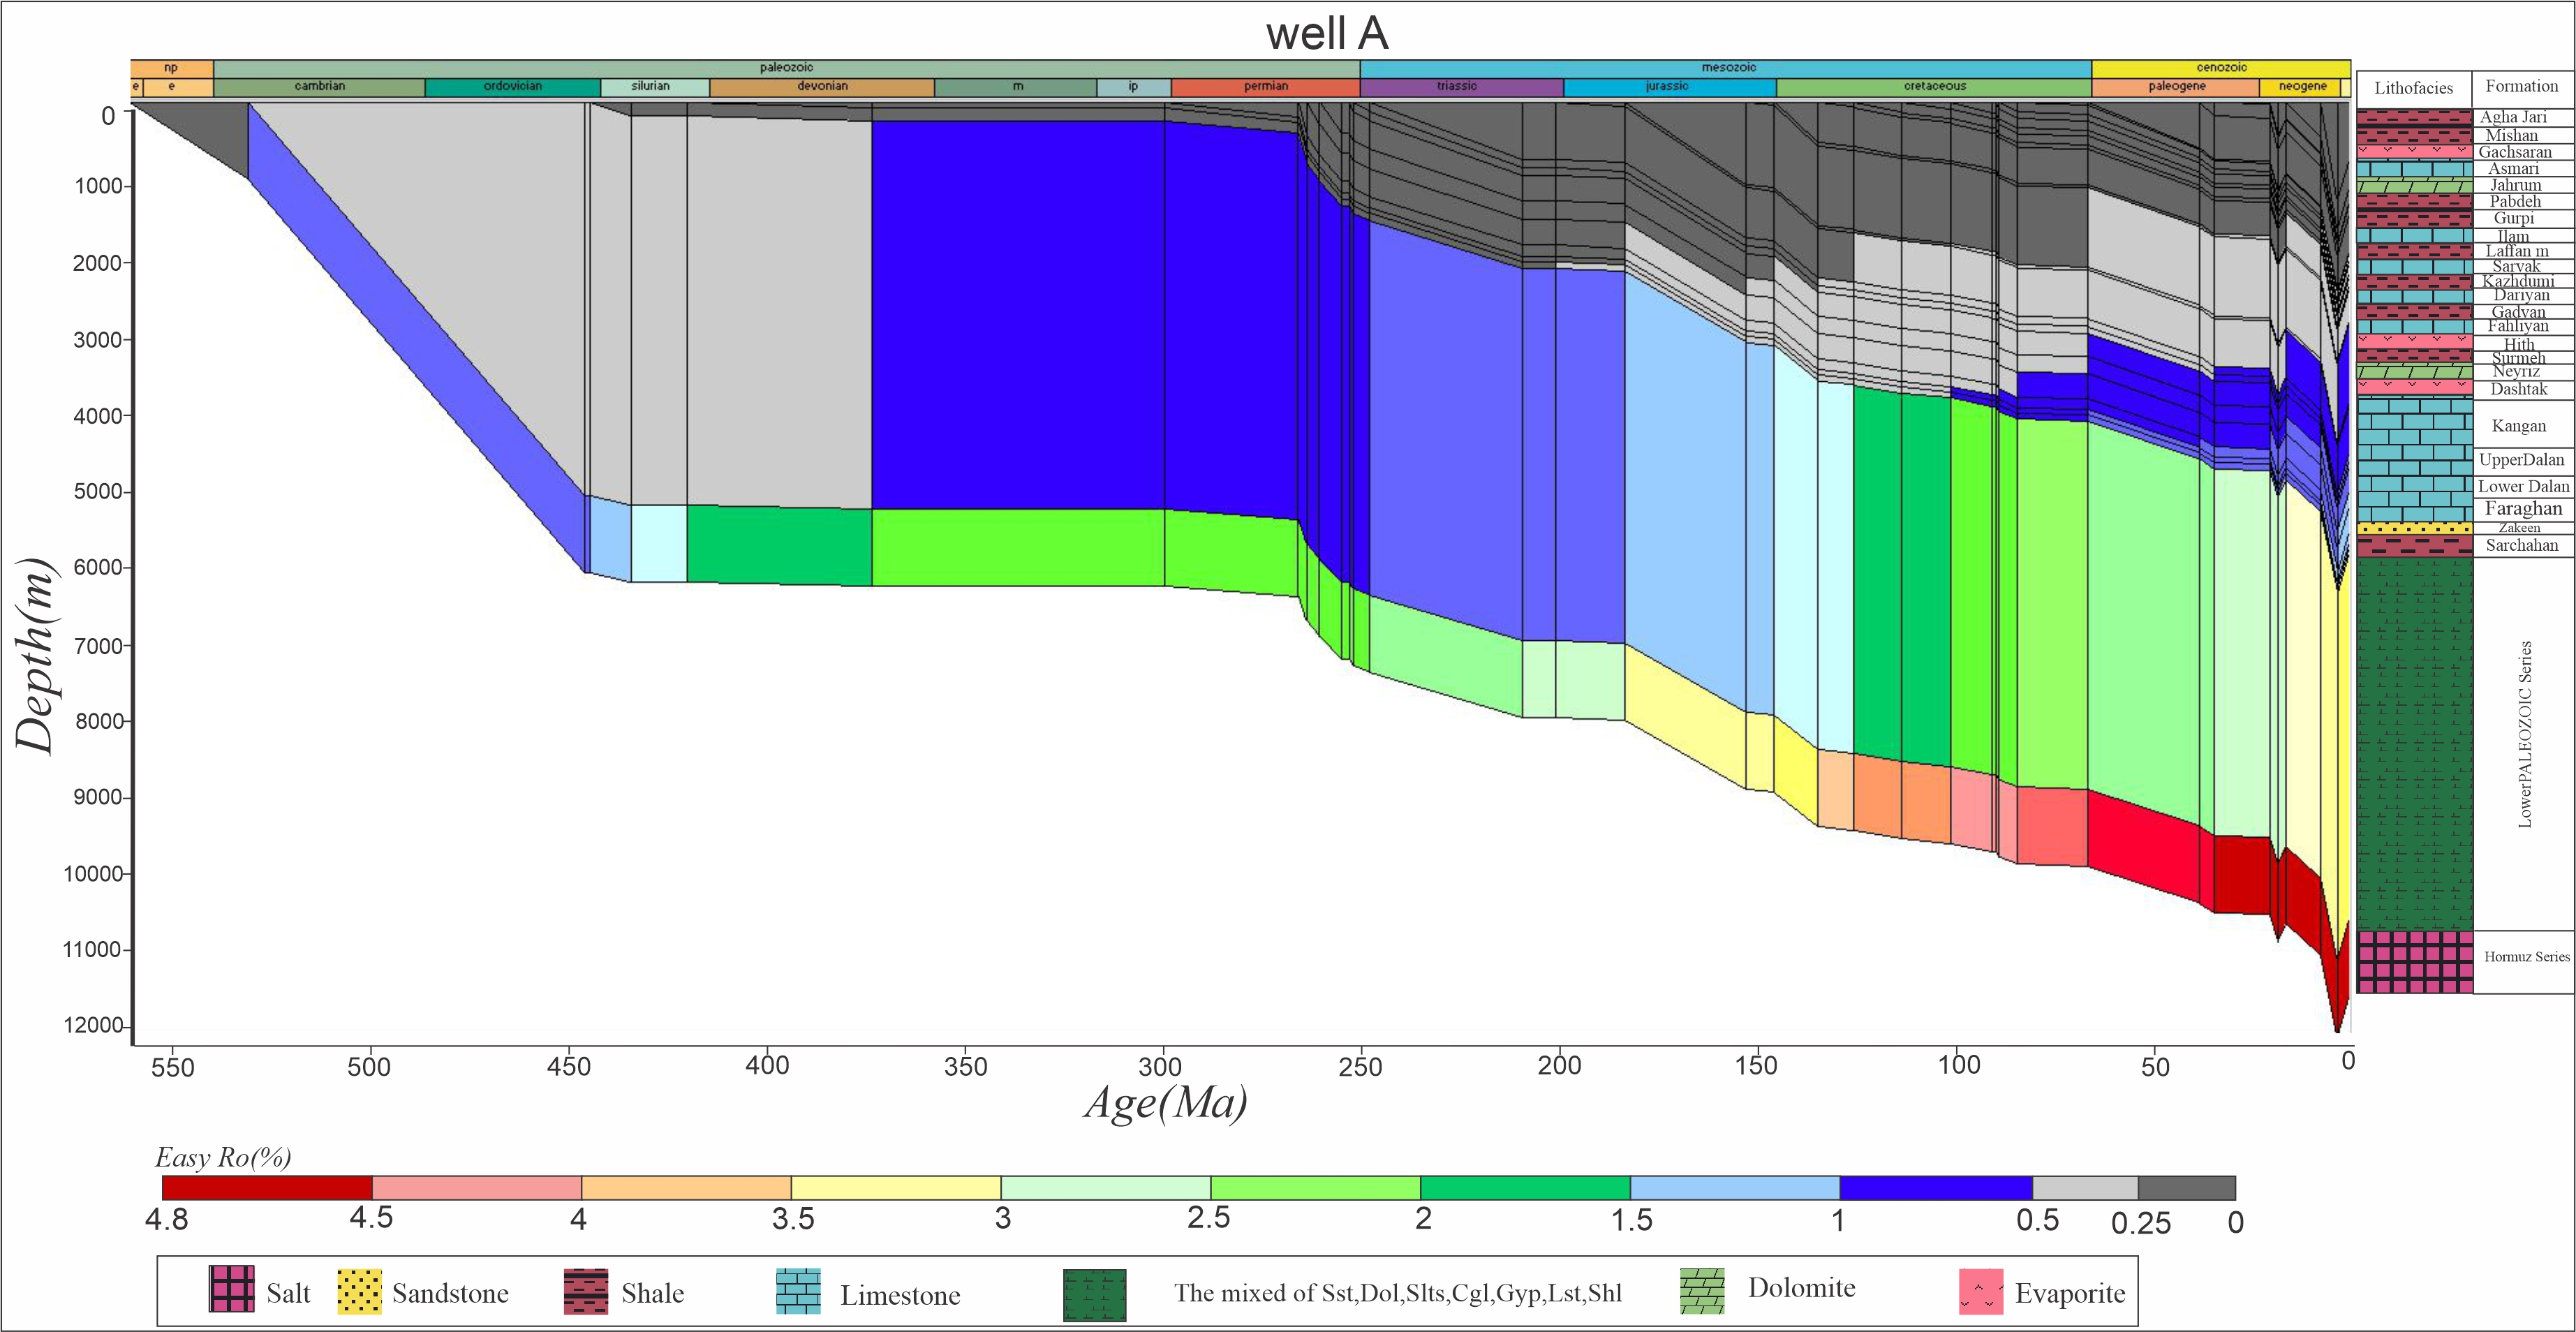 well A
np paleozoic mesozoic cenozoic
e e cambrian ordovician silurian devonian m ip permian triassic jurassic cretaceous paleogene neogene
Lithofacies Formation
Agha Jari
Mishan
Gachsaran
Asmari
Jahrum
Pabdeh
Gurpi
Ilam
Laffan m
Sarvak
Kazhdumi
Dariyan
Gadvan
Fahliyan
Hith
Surmeh
Neyriz
Dashtak
Kangan
UpperDalan
Lower Dalan
Faraghan
Zakeen
Sarchahan
LowerPALEOZOIC Series
Hormuz Series
Depth(m)
0
1000
2000
3000
4000
5000
6000
7000
8000
9000
10000
11000
12000
550 500 450 400 350 300 250 200 150 100 50 0
Age(Ma)
Easy Ro(%)
4.8 4.5 4 3.5 3 2.5 2 1.5 1 0.5 0.25 0
Salt Sandstone Shale Limestone The mixed of Sst,Dol,Slts,Cgl,Gyp,Lst,Shl Dolomite Evaporite